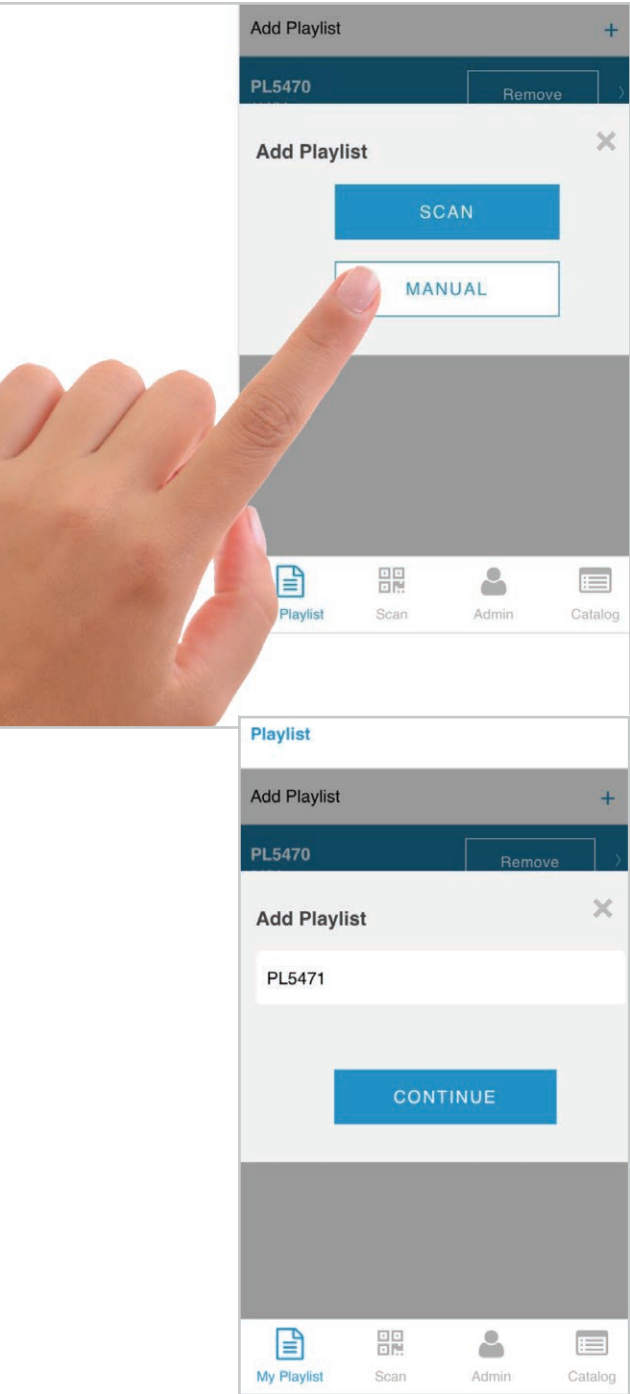 Add Playlist +
PL5470 Remove
Add Playlist
SCAN
MANUAL
Playlist Scan Admin Catalog
Playlist
Add Playlist +
PL5470 Remove
Add Playlist
PL5471
CONTINUE
My Playlist Scan Admin Catalog